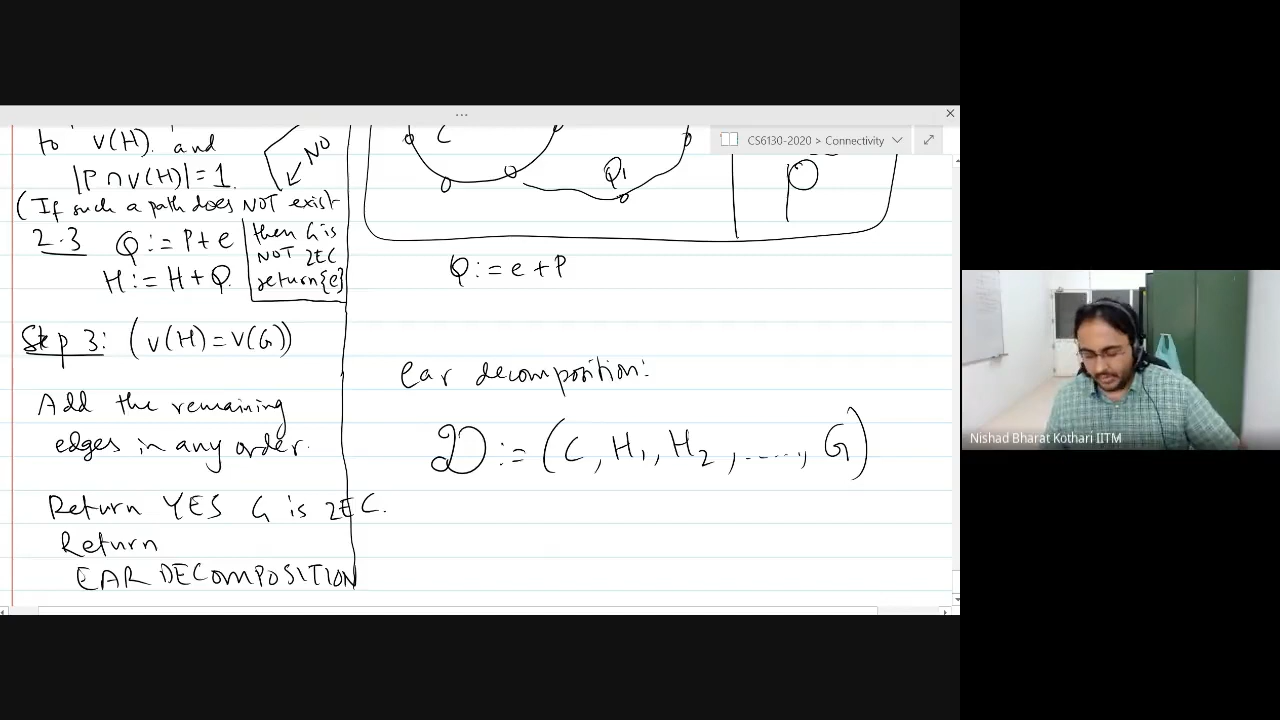 to V(H). and
|P ∩ V(H)| = 1.
NO
(If such a path does NOT exist
then G is
NOT 2EC
return {e}
2.3 Q := P + e
H := H + Q.
Step 3: (V(H) = V(G))
Add the remaining
edges in any order.
Return YES G is 2EC.
Return
EAR DECOMPOSITION
C
Q1
CS6130-2020 > Connectivity
Q := e + P
Ear decomposition:
D := (C, H1, H2, ....., G)
Nishad Bharat Kothari IITM